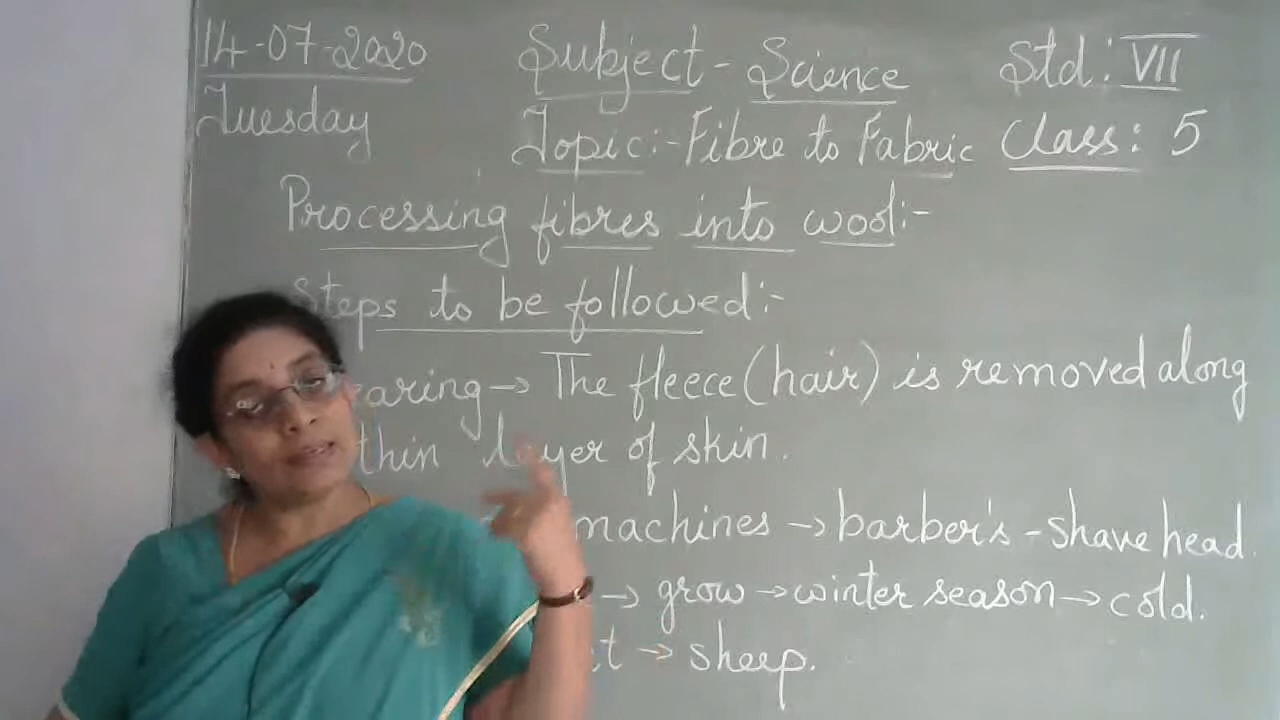 14-07-2020 Subject - Science Std: VII
Tuesday Topic:- Fibre to Fabric Class: 5
Processing fibres into wool:-
Steps to be followed:-
aring → The fleece (hair) is removed along
thin layer of skin.
machines → barber's - shave head.
→ grow → winter season → cold.
→ sheep.